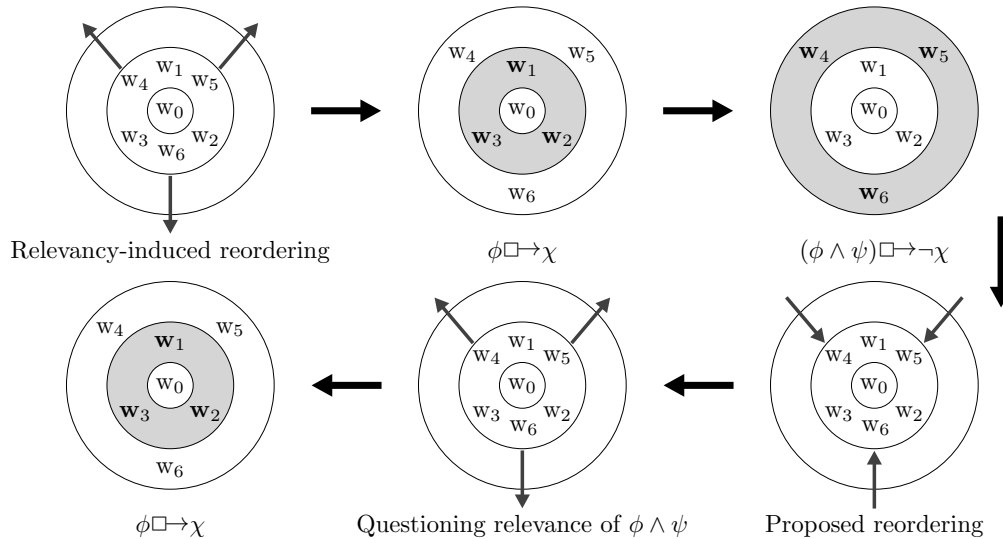 w₁
w₄ w₅
w₀
w₃ w₂
w₆
Relevancy-induced reordering
w₄ w₁ w₅
w₀
w₃ w₂
w₆
ϕ□→χ
w₄ w₅
w₁
w₀
w₃ w₂
w₆
(ϕ ∧ ψ)□→¬χ
w₁
w₄ w₅
w₀
w₃ w₂
w₆
Proposed reordering
w₁
w₄ w₅
w₀
w₃ w₂
w₆
Questioning relevance of ϕ ∧ ψ
w₄ w₅
w₁
w₀
w₃ w₂
w₆
ϕ□→χ